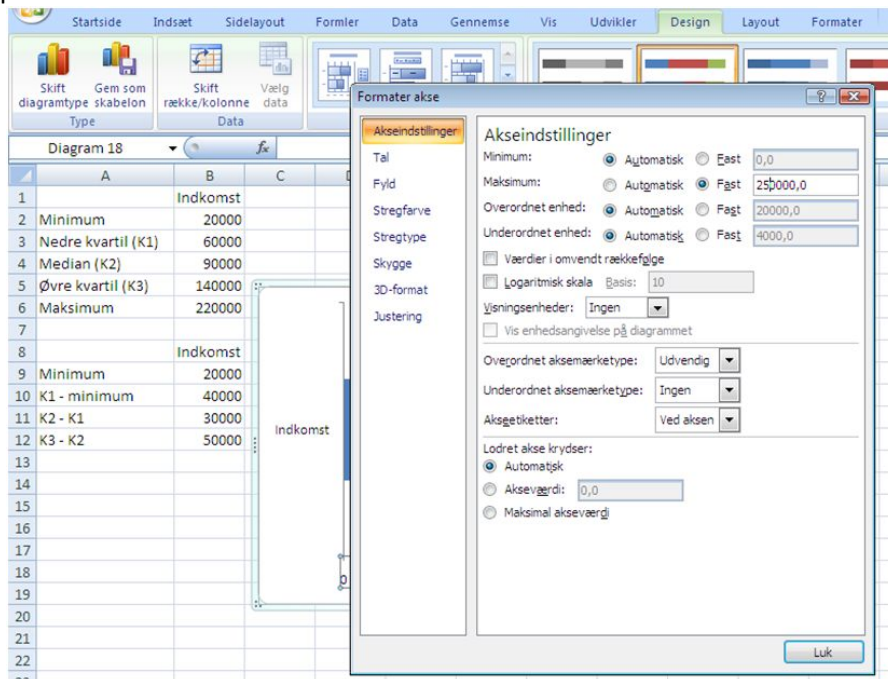 Startside Indsæt Sidelayout Formler Data Gennemse Vis Udvikler Design Layout Formater
Skift diagramtype
Gem som skabelon
Skift række/kolonne
Vælg data
Type
Data
Diagram 18
fx
A B C
1 Indkomst
2 Minimum 20000
3 Nedre kvartil (K1) 60000
4 Median (K2) 90000
5 Øvre kvartil (K3) 140000
6 Maksimum 220000
7
8 Indkomst
9 Minimum 20000
10 K1 - minimum 40000
11 K2 - K1 30000
12 K3 - K2 50000
13
14
15
16
17
18
19
20
21
22
Indkomst
0
Formater akse
Akseindstillinger
Tal
Fyld
Stregfarve
Stregtype
Skygge
3D-format
Justering
Akseindstillinger
Minimum: Automatisk Fast 0,0
Maksimum: Automatisk Fast 250000,0
Overordnet enhed: Automatisk Fast 20000,0
Underordnet enhed: Automatisk Fast 4000,0
Værdier i omvendt rækkefølge
Logaritmisk skala Basis: 10
Visningsenheder: Ingen
Vis enhedsangivelse på diagrammet
Overordnet aksemærketype: Udvendig
Underordnet aksemærketype: Ingen
Akseetiketter: Ved aksen
Lodret akse krydser:
Automatisk
Akseværdi: 0,0
Maksimal akseværdi
Luk